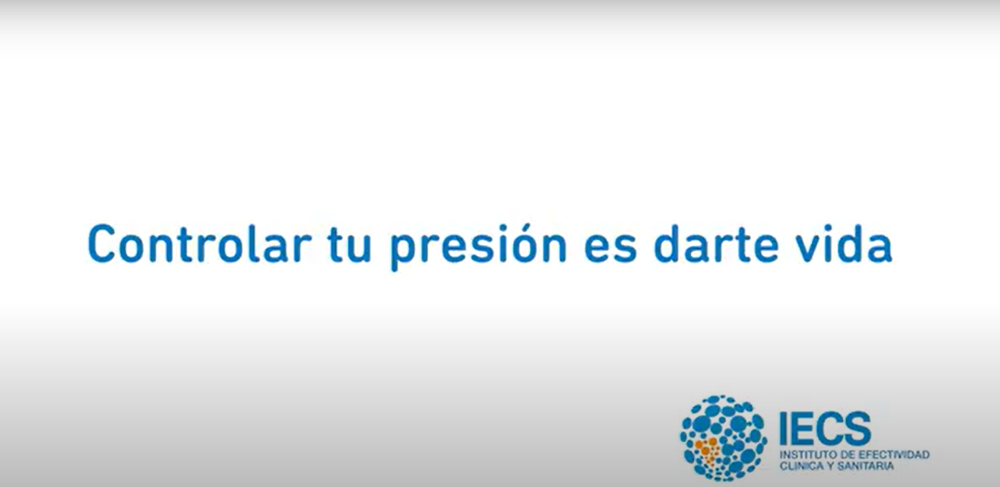 Controlar tu presión es darte vida
IECS
INSTITUTO DE EFECTIVIDAD
CLINICA Y SANITARIA